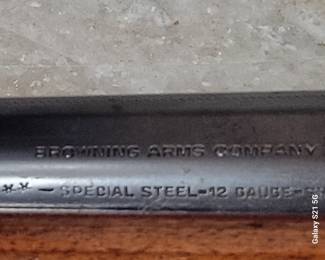 BROWNING ARMS COMPANY
** – SPECIAL STEEL-12 GAUGE-
Galaxy S21 5G